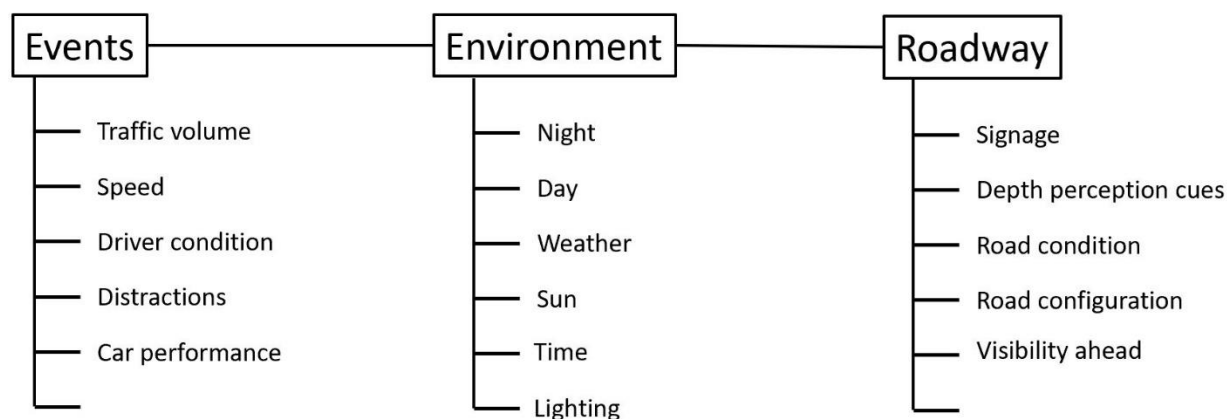 Events
Traffic volume
Speed
Driver condition
Distractions
Car performance
Environment
Night
Day
Weather
Sun
Time
Lighting
Roadway
Signage
Depth perception cues
Road condition
Road configuration
Visibility ahead